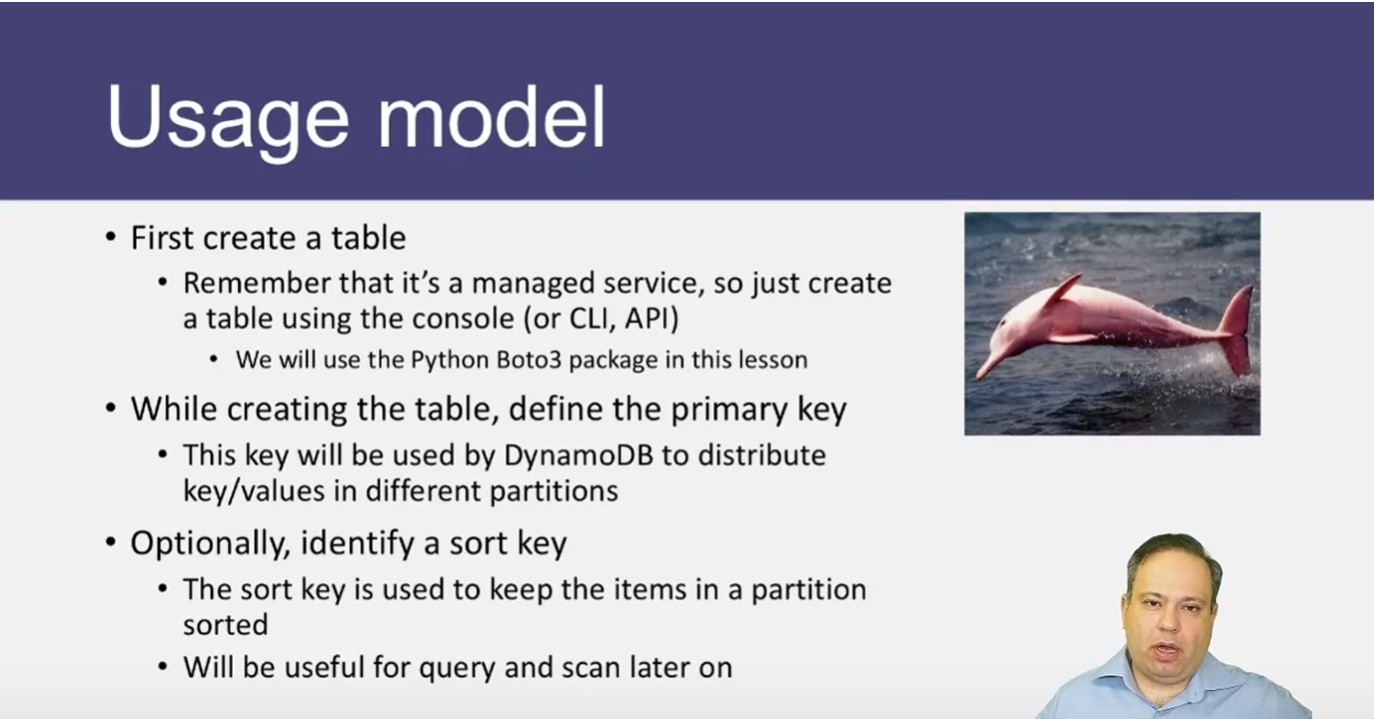 Usage model
• First create a table
• Remember that it's a managed service, so just create
a table using the console (or CLI, API)
• We will use the Python Boto3 package in this lesson
• While creating the table, define the primary key
• This key will be used by DynamoDB to distribute
key/values in different partitions
• Optionally, identify a sort key
• The sort key is used to keep the items in a partition
sorted
• Will be useful for query and scan later on